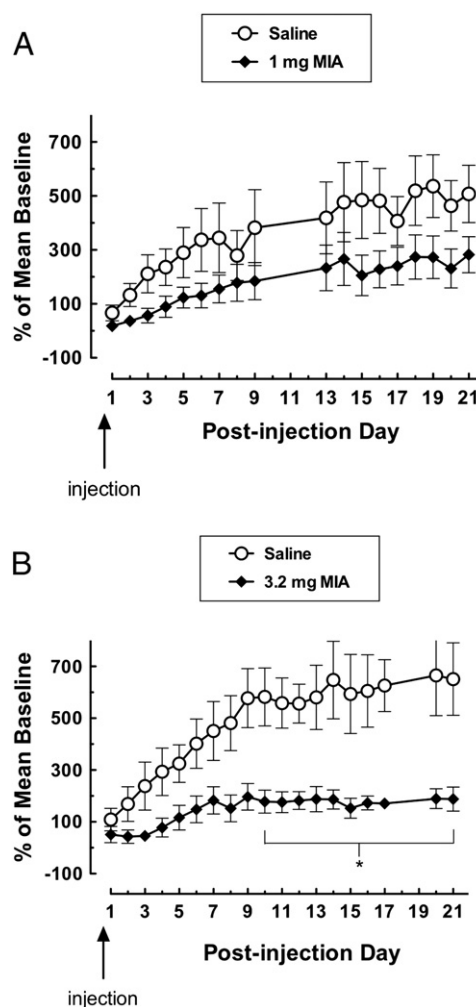 A
Saline
1 mg MIA
% of Mean Baseline
700
500
300
100
-100
1 3 5 7 9 11 13 15 17 19 21
Post-injection Day
injection
B
Saline
3.2 mg MIA
% of Mean Baseline
700
500
300
100
-100
*
1 3 5 7 9 11 13 15 17 19 21
Post-injection Day
injection